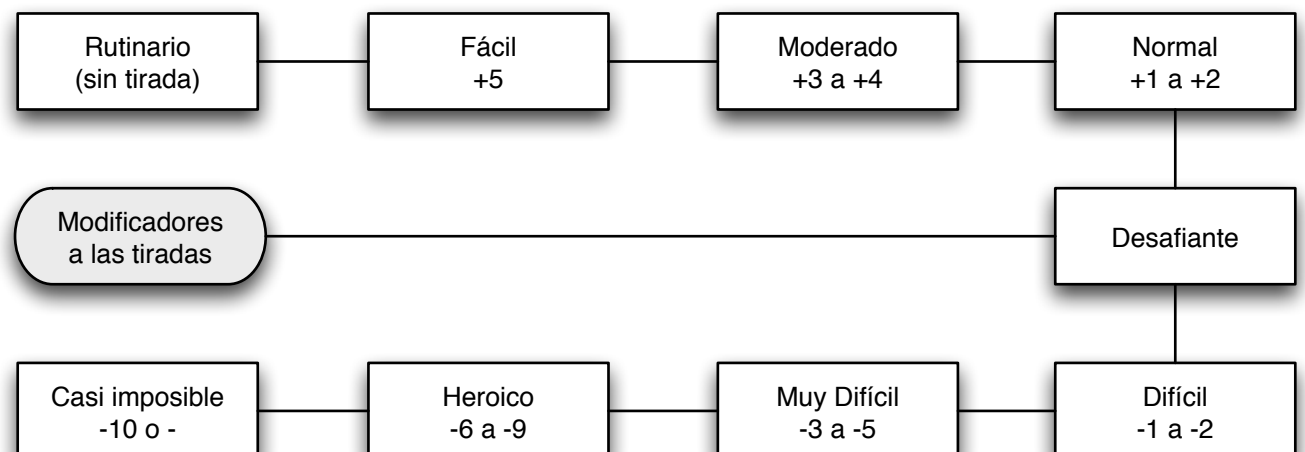 Rutinario
(sin tirada)
Fácil
+5
Moderado
+3 a +4
Normal
+1 a +2
Modificadores
a las tiradas
Desafiante
Casi imposible
-10 o -
Heroico
-6 a -9
Muy Difícil
-3 a -5
Difícil
-1 a -2